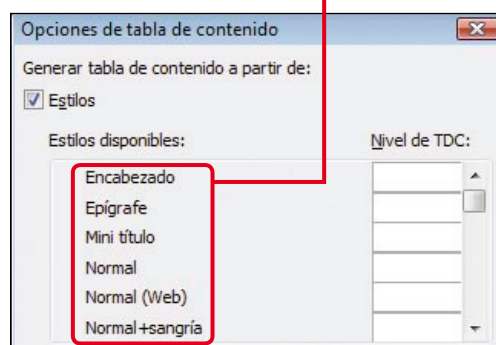 Opciones de tabla de contenido
Generar tabla de contenido a partir de:
Estilos
Estilos disponibles: Nivel de TDC:
Encabezado
Epígrafe
Mini título
Normal
Normal (Web)
Normal+sangría